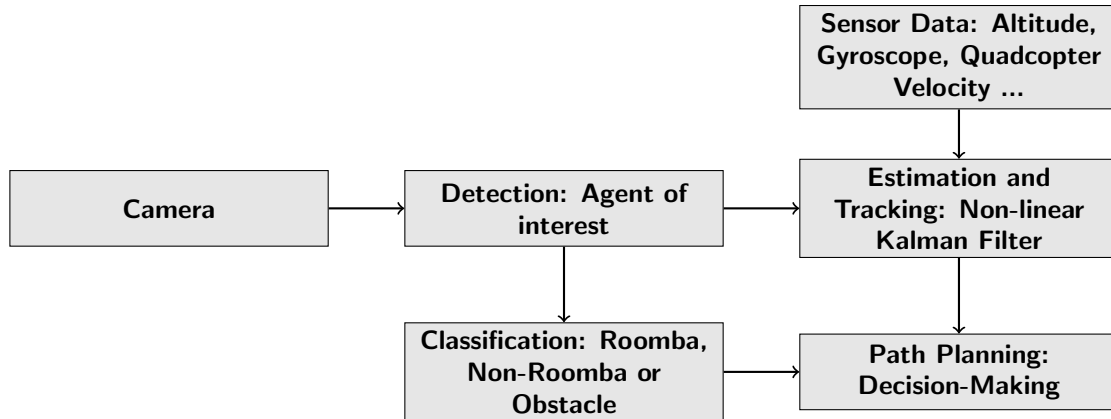 Sensor Data: Altitude,
Gyroscope, Quadcopter
Velocity ...
Camera
Detection: Agent of
interest
Estimation and
Tracking: Non-linear
Kalman Filter
Classification: Roomba,
Non-Roomba or
Obstacle
Path Planning:
Decision-Making